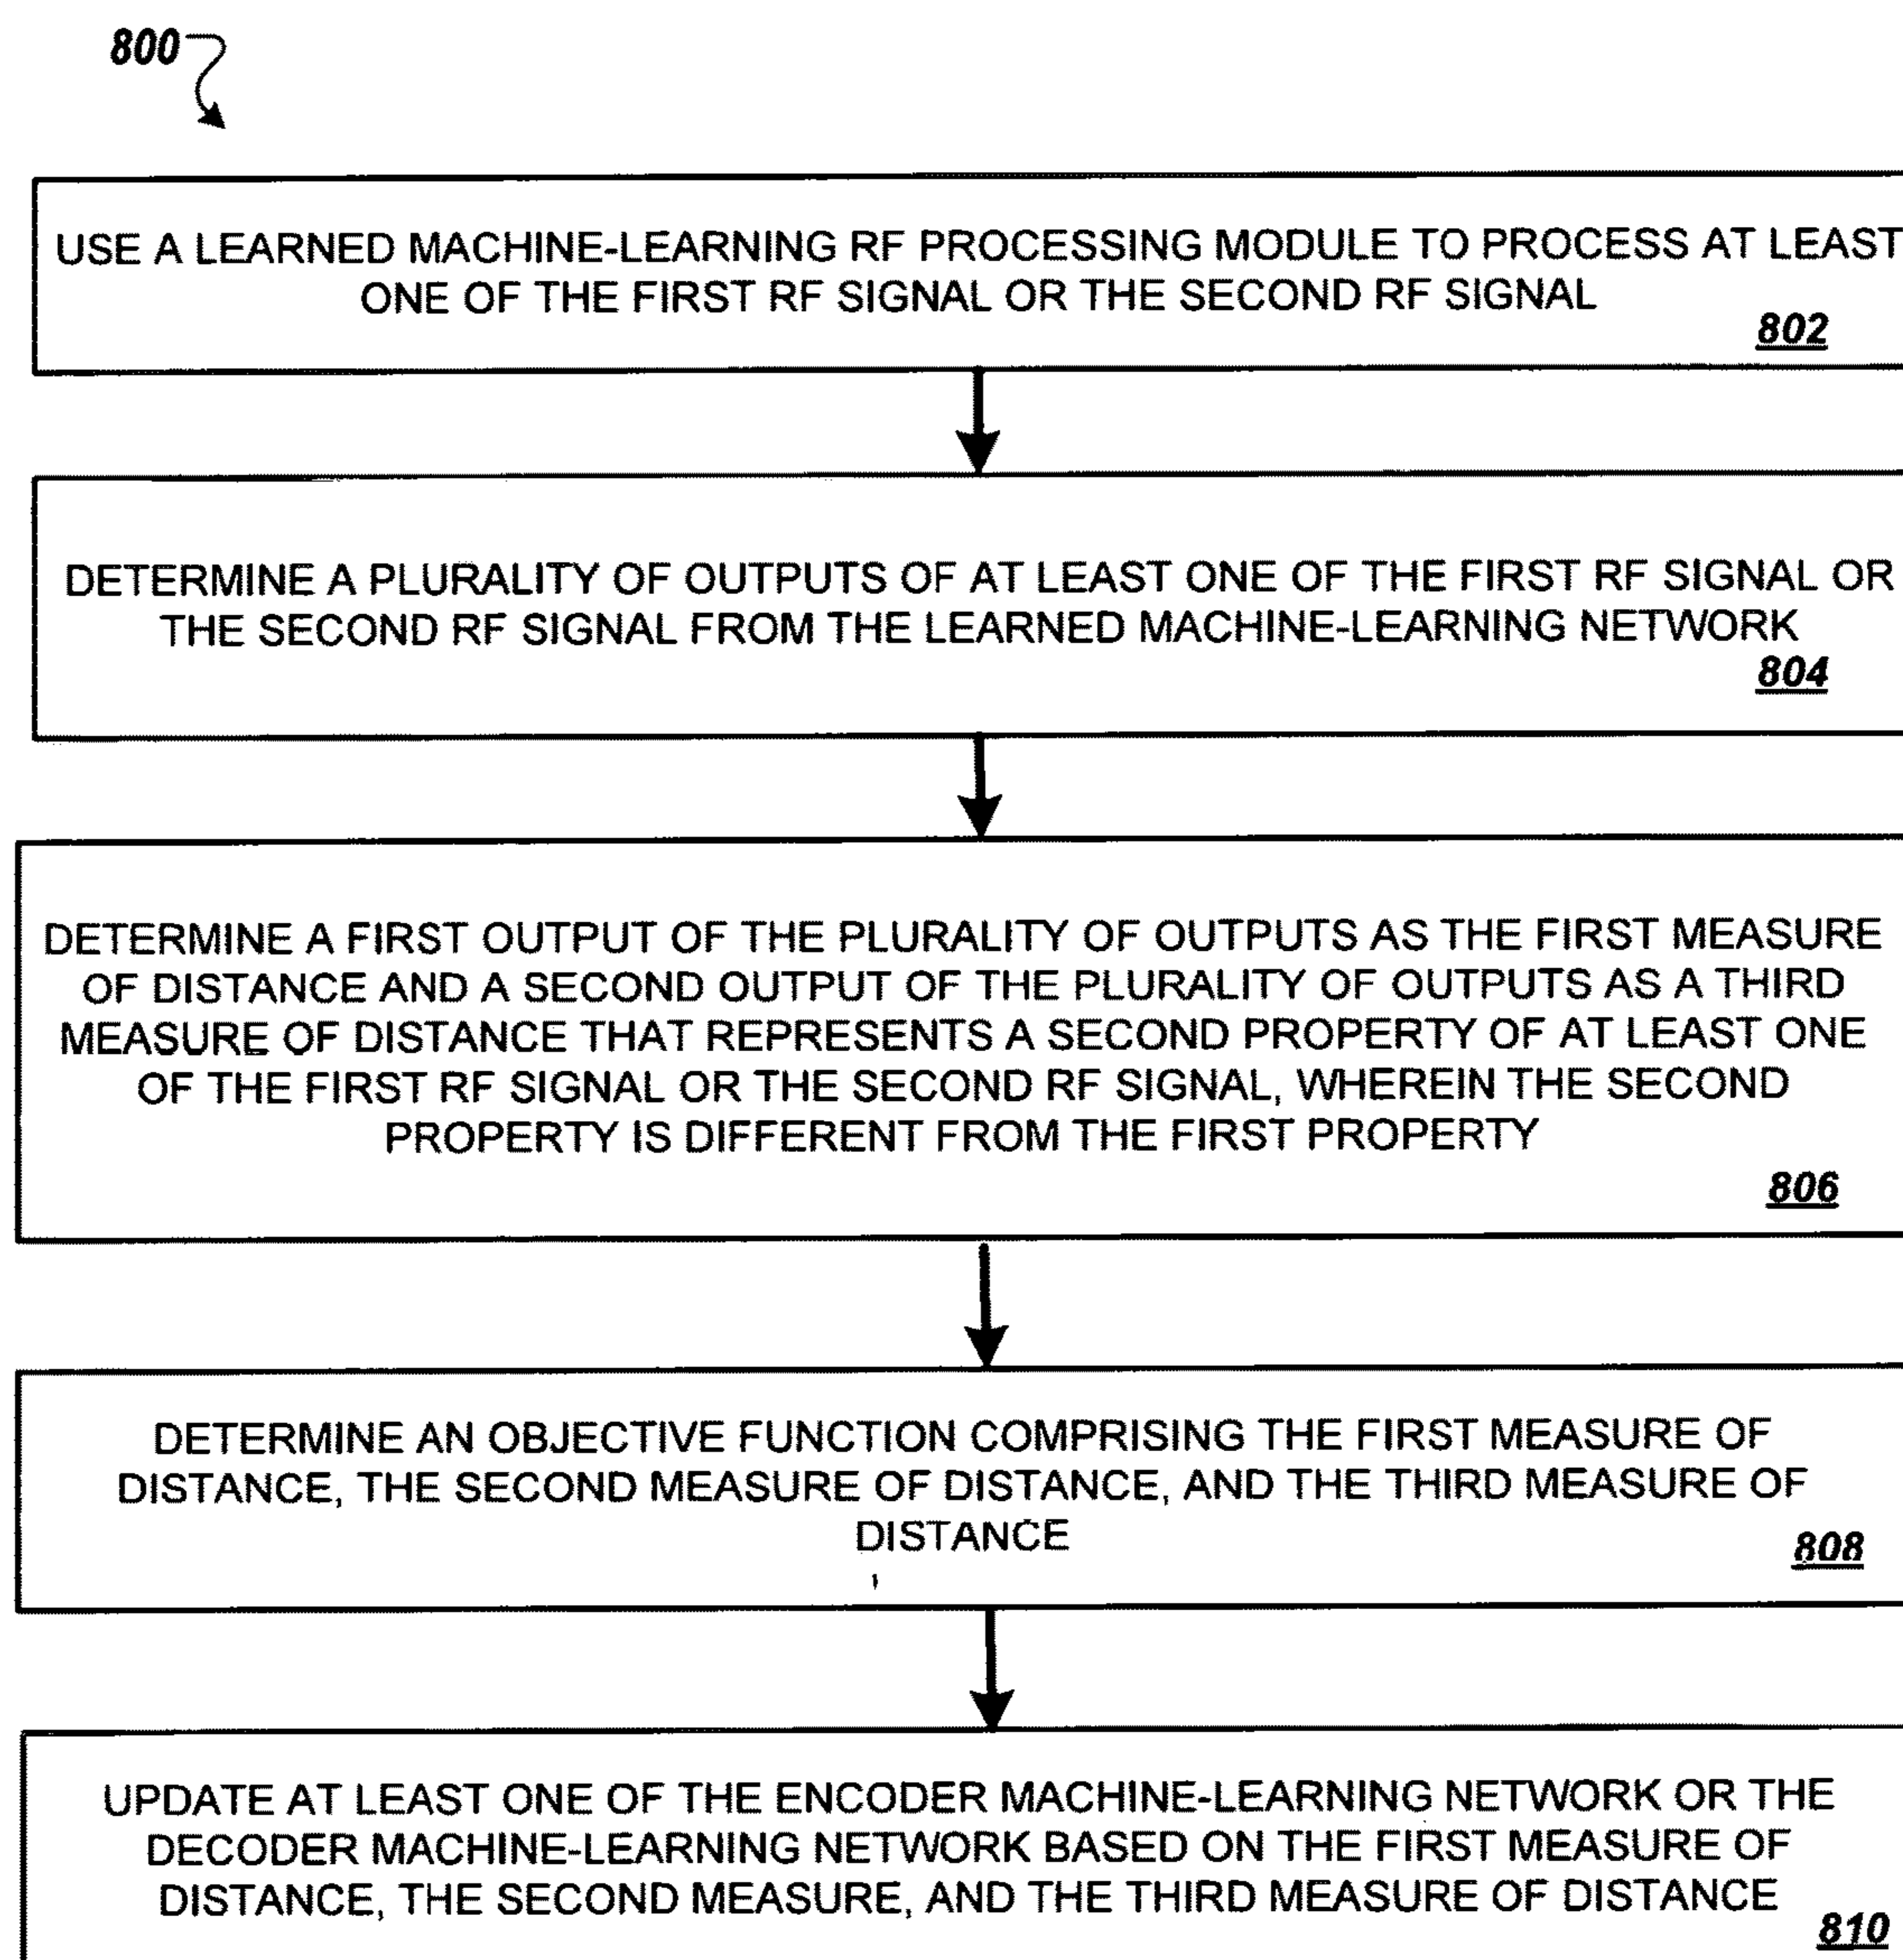 800
USE A LEARNED MACHINE-LEARNING RF PROCESSING MODULE TO PROCESS AT LEAST
ONE OF THE FIRST RF SIGNAL OR THE SECOND RF SIGNAL
802
DETERMINE A PLURALITY OF OUTPUTS OF AT LEAST ONE OF THE FIRST RF SIGNAL OR
THE SECOND RF SIGNAL FROM THE LEARNED MACHINE-LEARNING NETWORK
804
DETERMINE A FIRST OUTPUT OF THE PLURALITY OF OUTPUTS AS THE FIRST MEASURE
OF DISTANCE AND A SECOND OUTPUT OF THE PLURALITY OF OUTPUTS AS A THIRD
MEASURE OF DISTANCE THAT REPRESENTS A SECOND PROPERTY OF AT LEAST ONE
OF THE FIRST RF SIGNAL OR THE SECOND RF SIGNAL, WHEREIN THE SECOND
PROPERTY IS DIFFERENT FROM THE FIRST PROPERTY
806
DETERMINE AN OBJECTIVE FUNCTION COMPRISING THE FIRST MEASURE OF
DISTANCE, THE SECOND MEASURE OF DISTANCE, AND THE THIRD MEASURE OF
DISTANCE
808
UPDATE AT LEAST ONE OF THE ENCODER MACHINE-LEARNING NETWORK OR THE
DECODER MACHINE-LEARNING NETWORK BASED ON THE FIRST MEASURE OF
DISTANCE, THE SECOND MEASURE, AND THE THIRD MEASURE OF DISTANCE
810